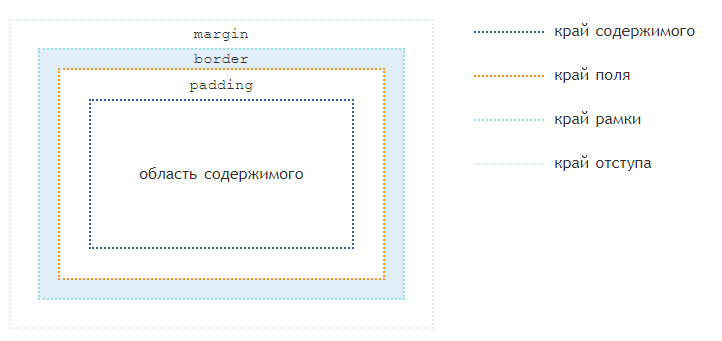 margin
border
padding
область содержимого
край содержимого
край поля
край рамки
край отступа